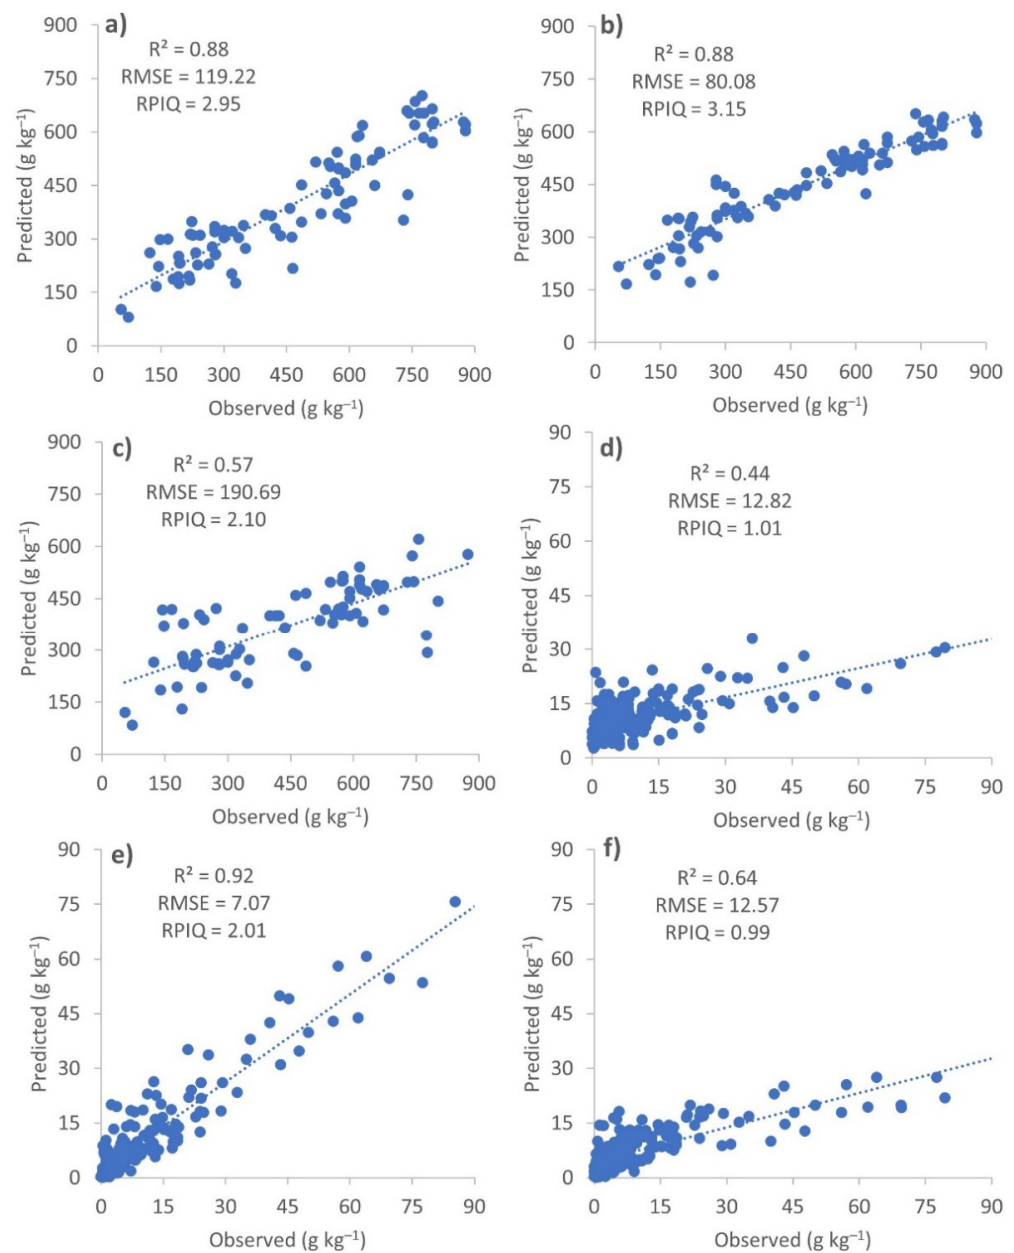 a)
R² = 0.88
RMSE = 119.22
RPIQ = 2.95
900
750
600
450
300
150
0
Predicted (g kg⁻¹)
0 150 300 450 600 750 900
Observed (g kg⁻¹)
b)
R² = 0.88
RMSE = 80.08
RPIQ = 3.15
900
750
600
450
300
150
0
Predicted (g kg⁻¹)
0 150 300 450 600 750 900
Observed (g kg⁻¹)
c)
R² = 0.57
RMSE = 190.69
RPIQ = 2.10
900
750
600
450
300
150
0
Predicted (g kg⁻¹)
0 150 300 450 600 750 900
Observed (g kg⁻¹)
d)
R² = 0.44
RMSE = 12.82
RPIQ = 1.01
90
75
60
45
30
15
0
Predicted (g kg⁻¹)
0 15 30 45 60 75 90
Observed (g kg⁻¹)
e)
R² = 0.92
RMSE = 7.07
RPIQ = 2.01
90
75
60
45
30
15
0
Predicted (g kg⁻¹)
0 15 30 45 60 75 90
Observed (g kg⁻¹)
f)
R² = 0.64
RMSE = 12.57
RPIQ = 0.99
90
75
60
45
30
15
0
Predicted (g kg⁻¹)
0 15 30 45 60 75 90
Observed (g kg⁻¹)